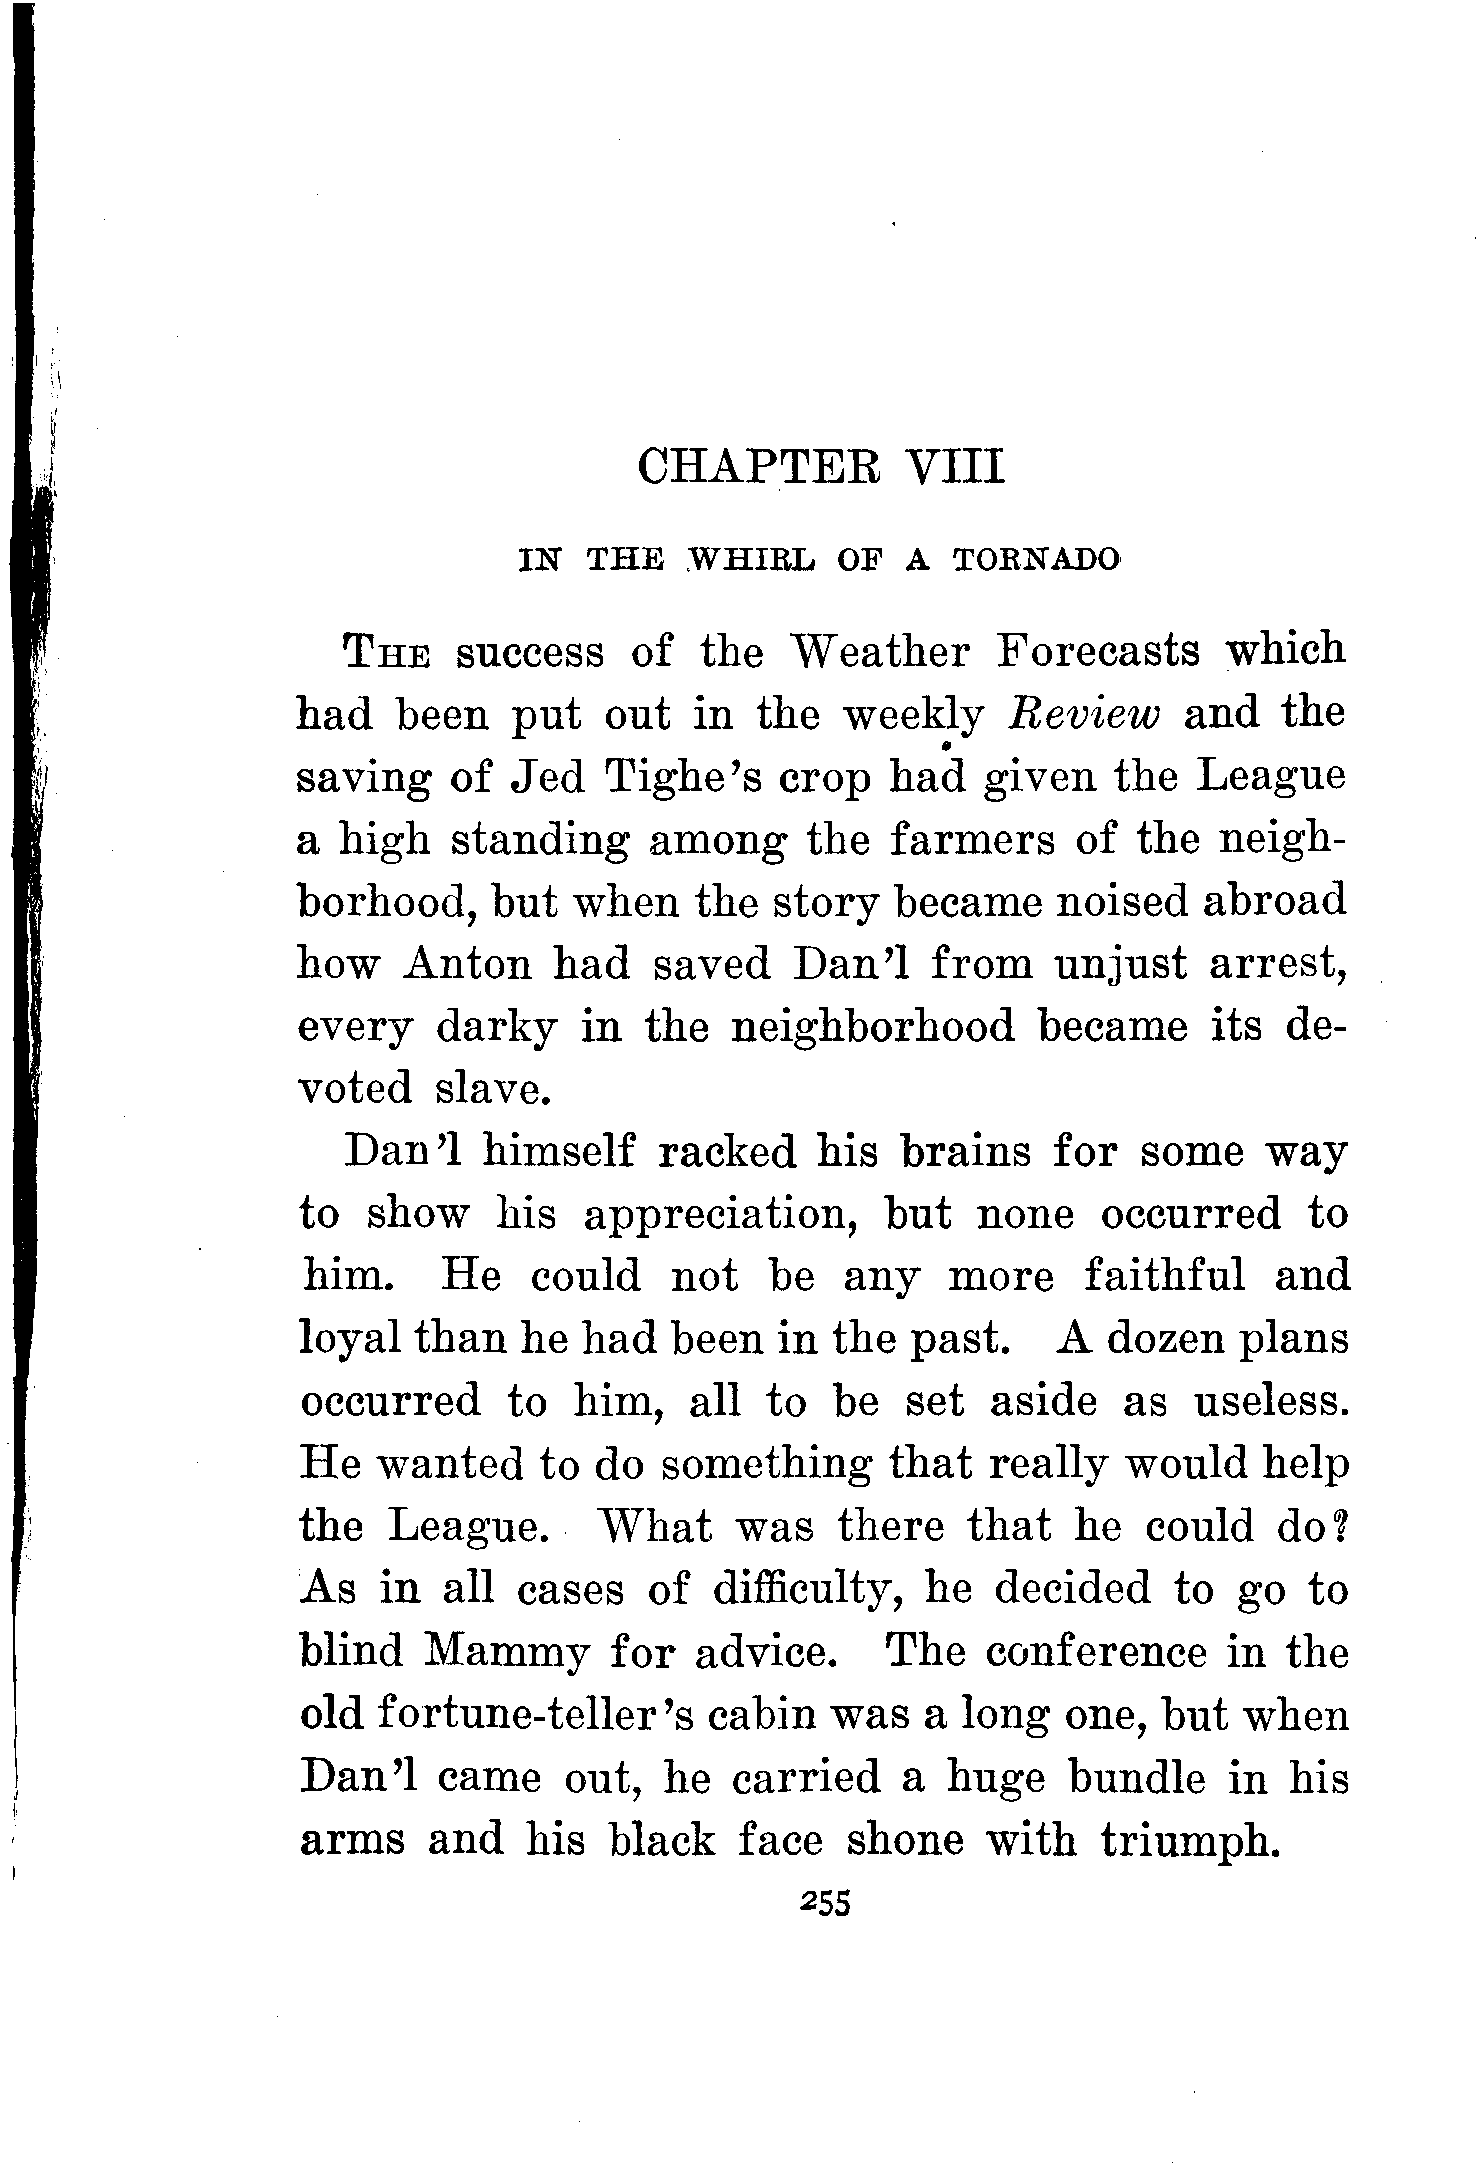 CHAPTER VIII
IN THE WHIRL OF A TORNADO
THE success of the Weather Forecasts which
had been put out in the weekly Review and the
saving of Jed Tighe's crop had given the League
a high standing among the farmers of the neigh-
borhood, but when the story became noised abroad
how Anton had saved Dan'l from unjust arrest,
every darky in the neighborhood became its de-
voted slave.
Dan'l himself racked his brains for some way
to show his appreciation, but none occurred to
him. He could not be any more faithful and
loyal than he had been in the past. A dozen plans
occurred to him, all to be set aside as useless.
He wanted to do something that really would help
the League. What was there that he could do?
As in all cases of difficulty, he decided to go to
blind Mammy for advice. The conference in the
old fortune-teller's cabin was a long one, but when
Dan'l came out, he carried a huge bundle in his
arms and his black face shone with triumph.
255